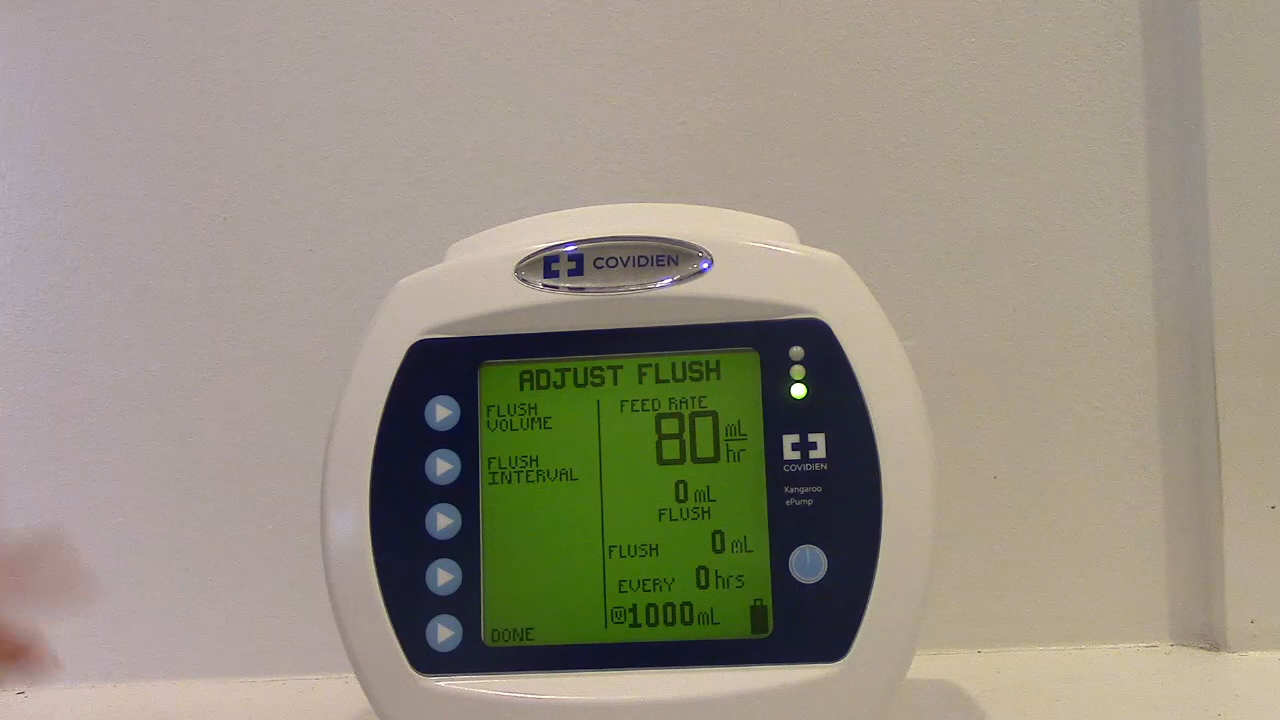 COVIDIEN
ADJUST FLUSH
FLUSH
VOLUME
FLUSH
INTERVAL
DONE
FEED RATE
80 mL/hr
0 mL
FLUSH
FLUSH 0 mL
EVERY 0 hrs
1000 mL
COVIDIEN
Kangaroo
ePump